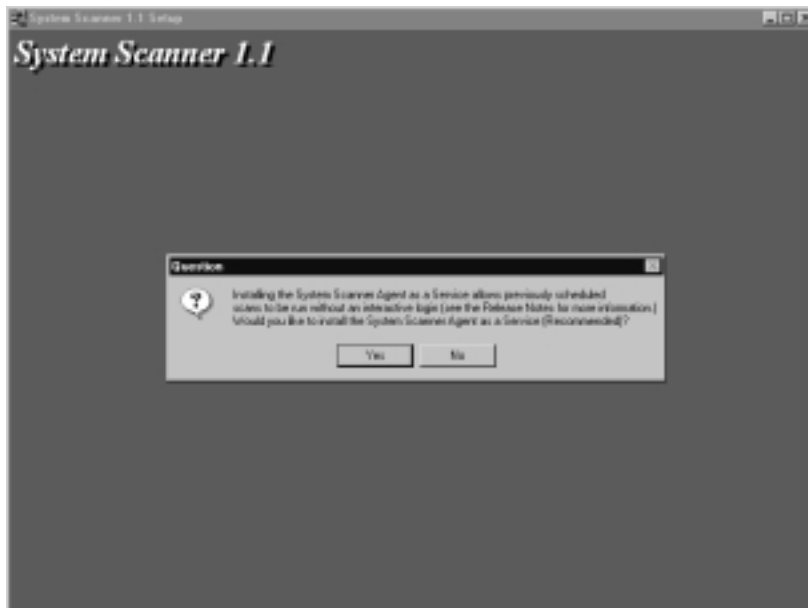 System Scanner 1.1 Setup
System Scanner 1.1
Question
Installing the System Scanner Agent as a Service allows previously scheduled
scans to be run without an interactive login (see the Release Notes for more information.)
Would you like to install the System Scanner Agent as a Service (Recommended)?
Yes
No